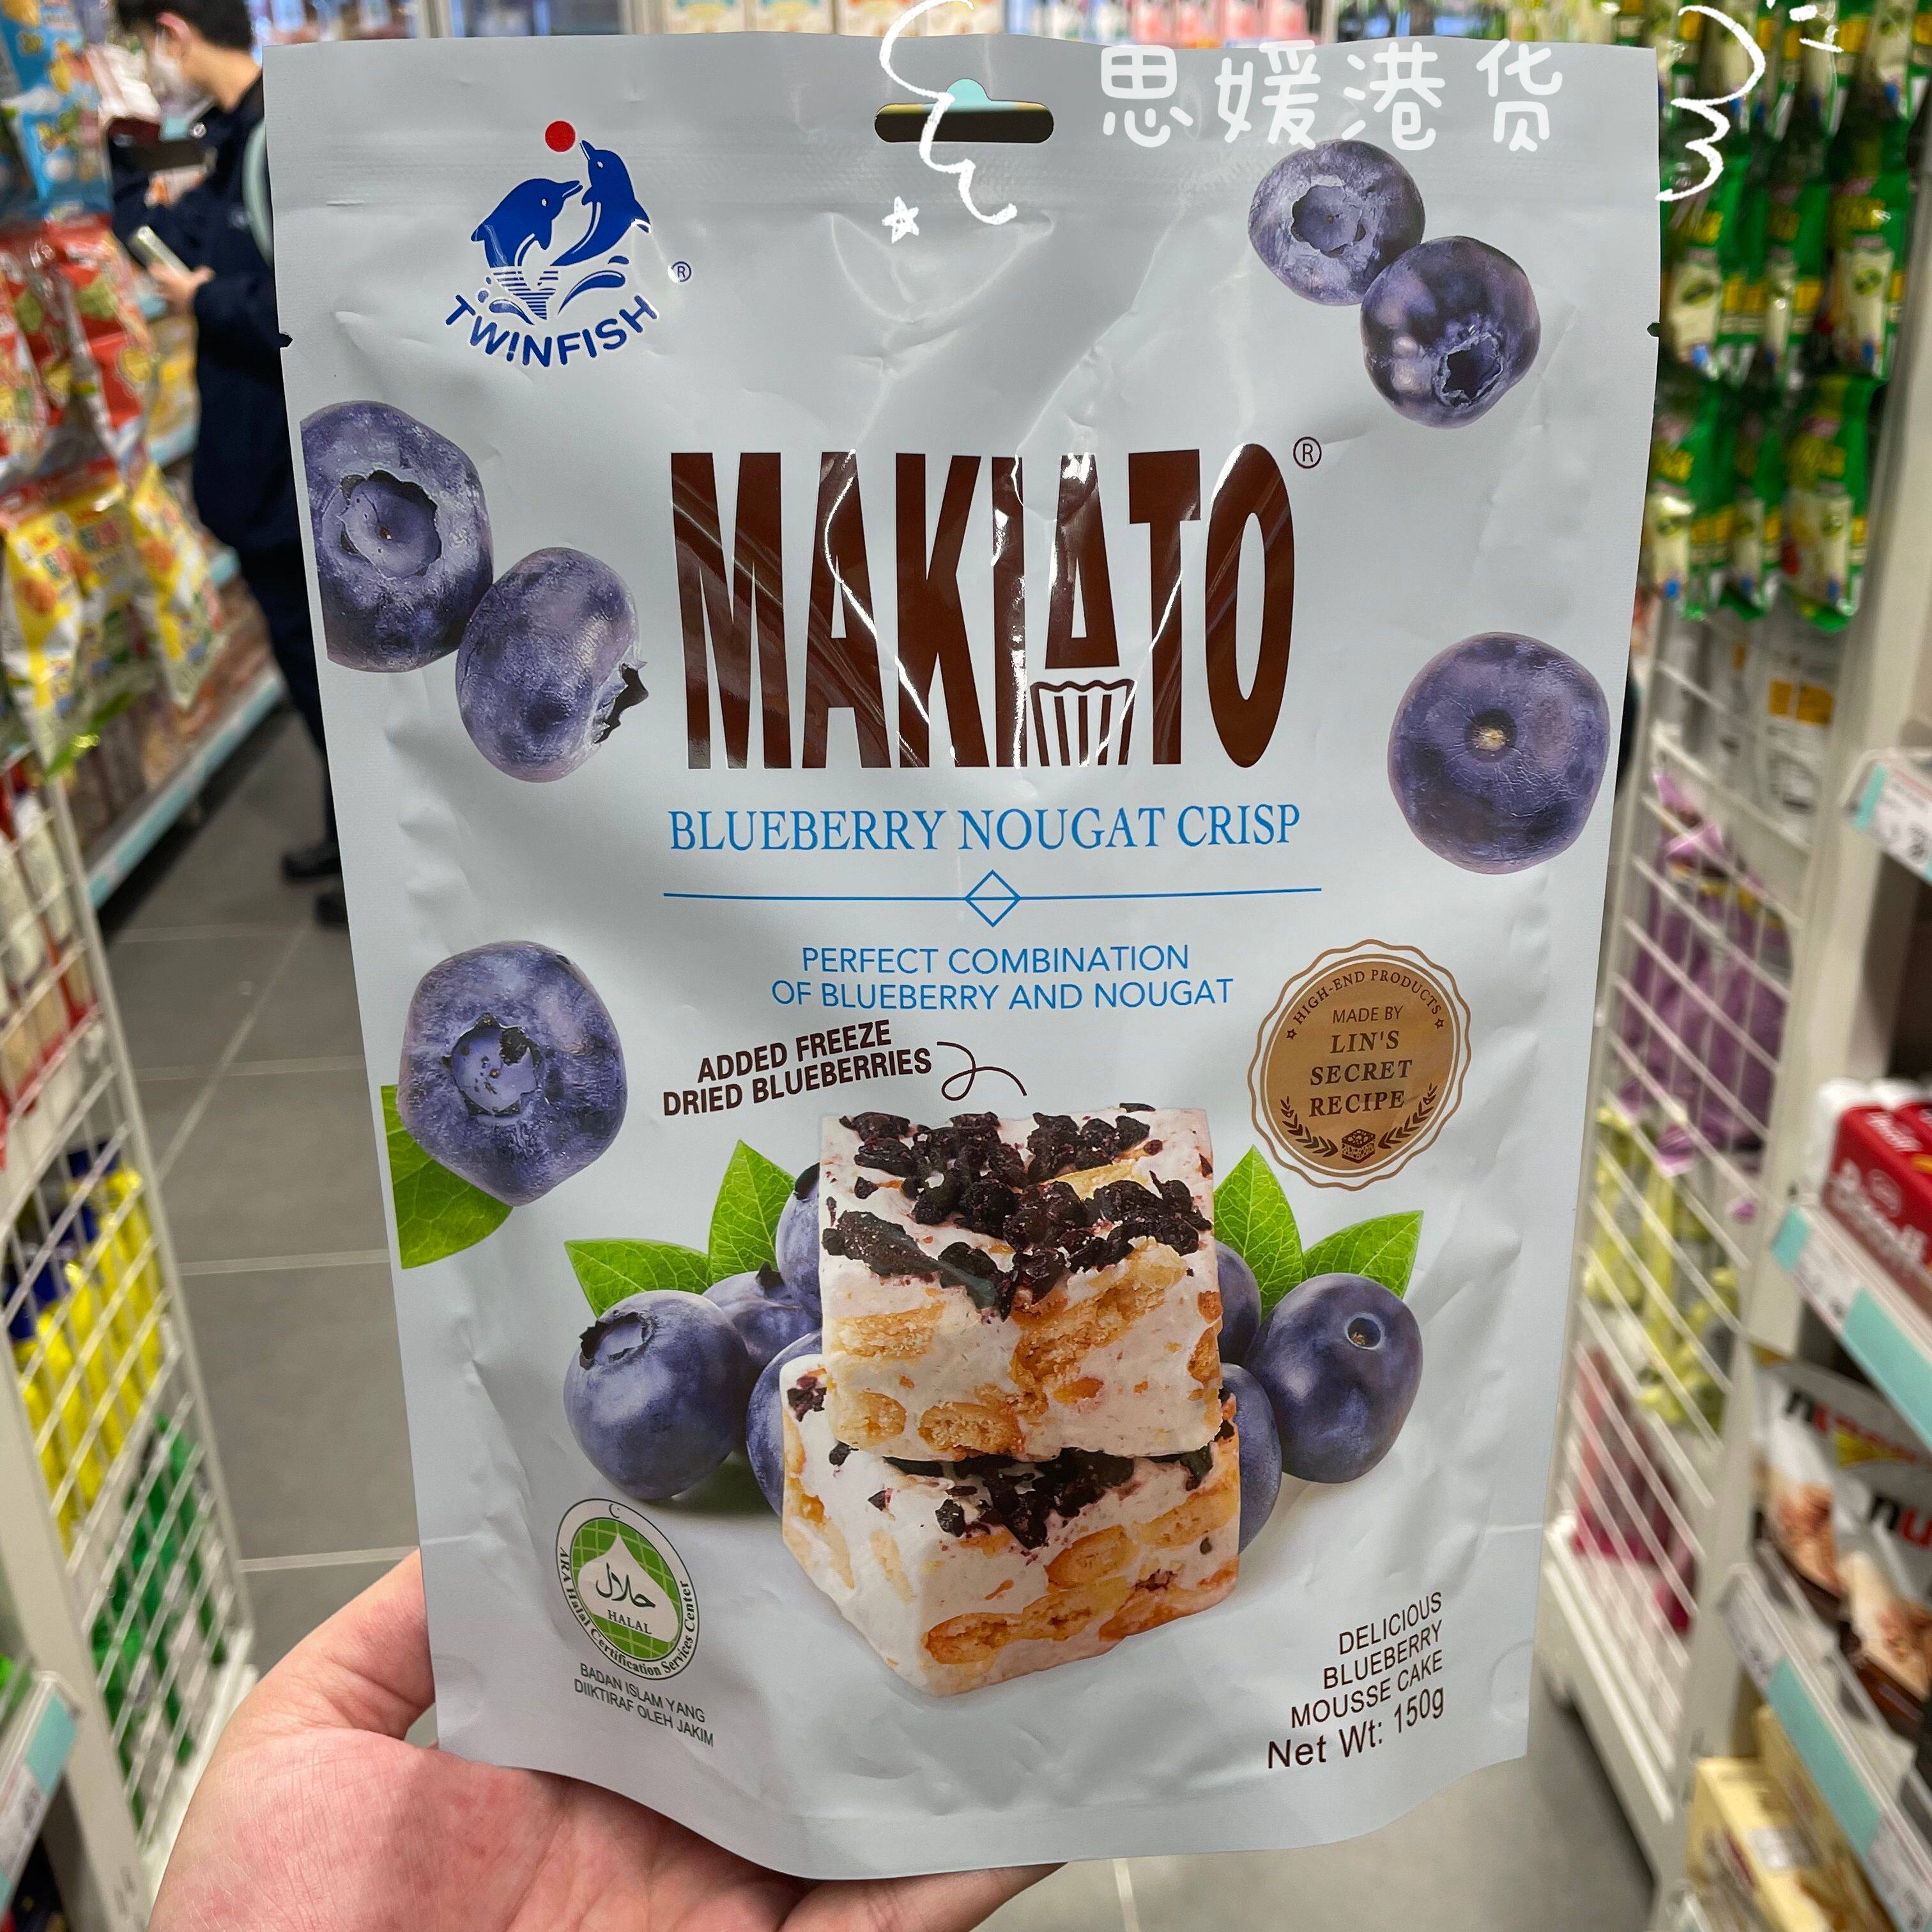 思媛港货
TWINFISH
®
MAKIATO®
BLUEBERRY NOUGAT CRISP
PERFECT COMBINATION
OF BLUEBERRY AND NOUGAT
ADDED FREEZE
DRIED BLUEBERRIES
HIGH-END PRODUCTS
MADE BY
LIN'S
SECRET
RECIPE
ARA Halal Certification Services Center
حلال
HALAL
BADAN ISLAM YANG
DIIKTIRAF OLEH JAKIM
DELICIOUS
BLUEBERRY
MOUSSE CAKE
Net Wt: 150g